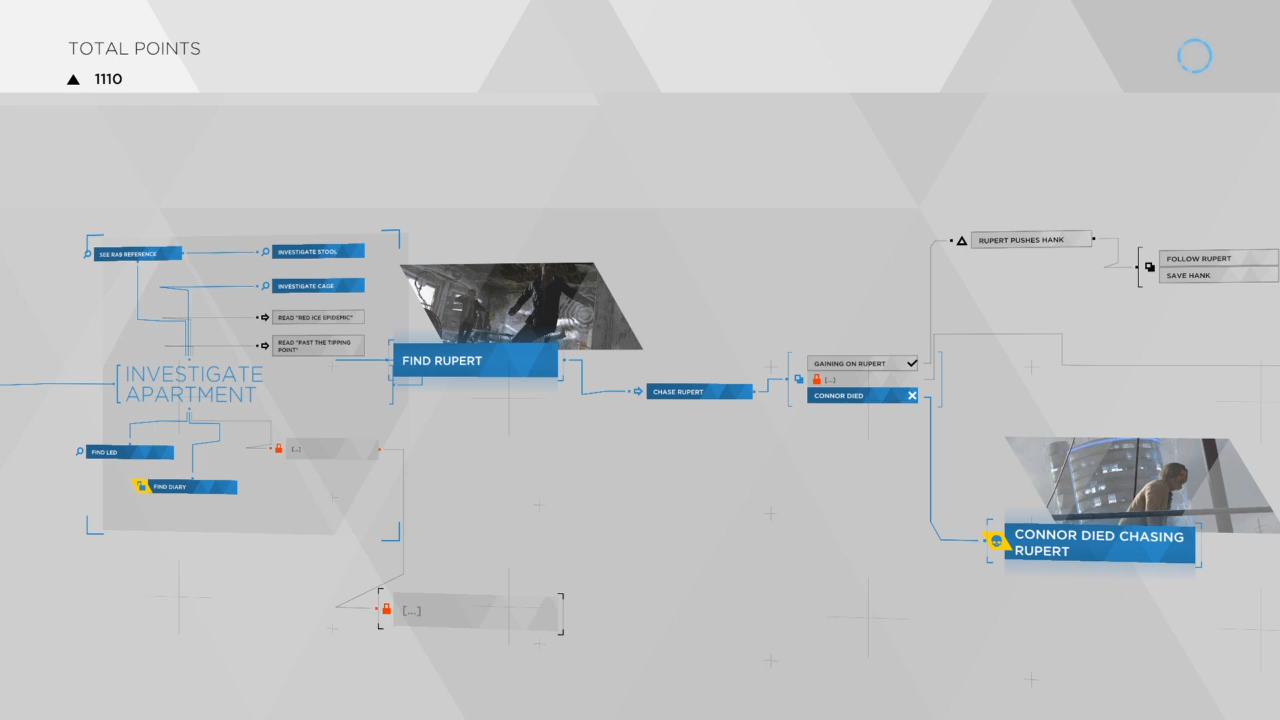 TOTAL POINTS
1110
SEE RA9 REFERENCE
INVESTIGATE STOOL
INVESTIGATE CAGE
READ "RED ICE EPIDEMIC"
READ "PAST THE TIPPING
POINT"
INVESTIGATE
APARTMENT
FIND LED
FIND DIARY
[...]
[...]
FIND RUPERT
CHASE RUPERT
GAINING ON RUPERT
[...]
CONNOR DIED
RUPERT PUSHES HANK
FOLLOW RUPERT
SAVE HANK
CONNOR DIED CHASING
RUPERT